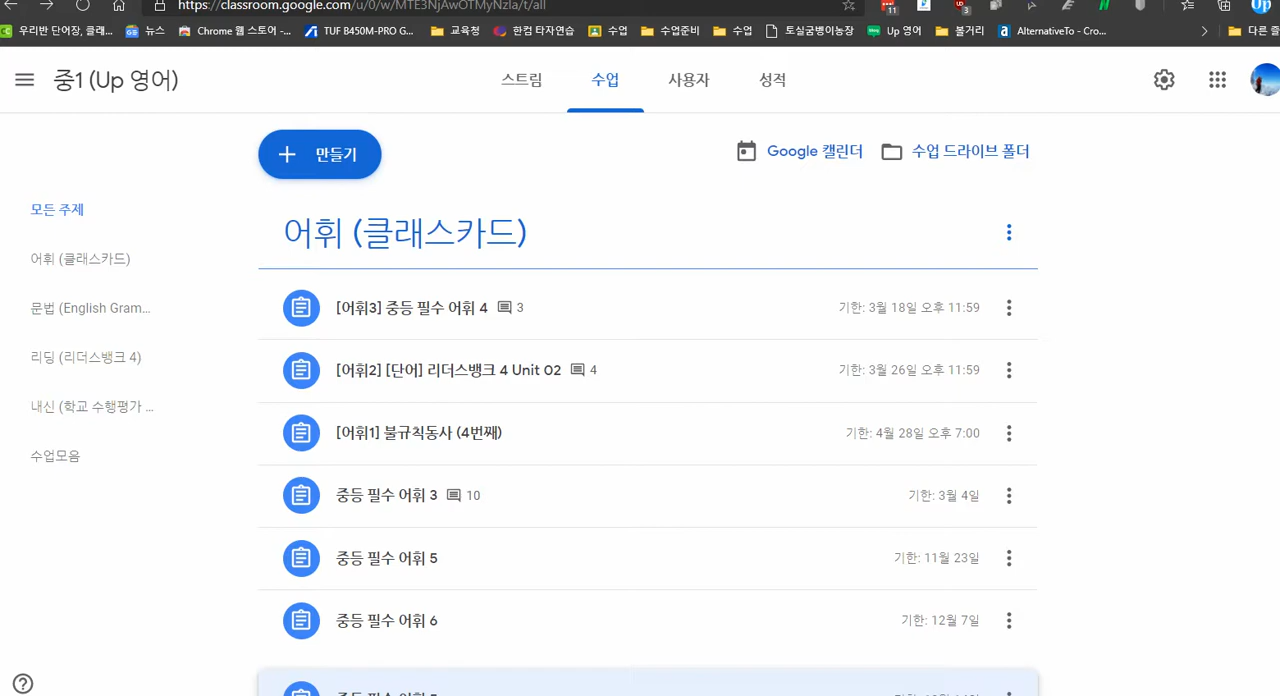 https://classroom.google.com/u/0/w/MTE3NjAwOTMyNzla/t/all
11 3 Up
우리반 단어장, 클래... 뉴스 Chrome 웹 스토어 -... TUF B450M-PRO G... 교육청 한컴 타자연습 수업 수업준비 수업 토실굼벵이농장 Up 영어 볼거리 AlternativeTo - Cro... 다른 즐
중1 (Up 영어) 스트림 수업 사용자 성적
만들기 Google 캘린더 수업 드라이브 폴더
모든 주제
어휘 (클래스카드)
문법 (English Gram...
리딩 (리더스뱅크 4)
내신 (학교 수행평가 ...
수업모음
어휘 (클래스카드)
[어휘3] 중등 필수 어휘 4 3 기한: 3월 18일 오후 11:59
[어휘2] [단어] 리더스뱅크 4 Unit 02 4 기한: 3월 26일 오후 11:59
[어휘1] 불규칙동사 (4번째) 기한: 4월 28일 오후 7:00
중등 필수 어휘 3 10 기한: 3월 4일
중등 필수 어휘 5 기한: 11월 23일
중등 필수 어휘 6 기한: 12월 7일